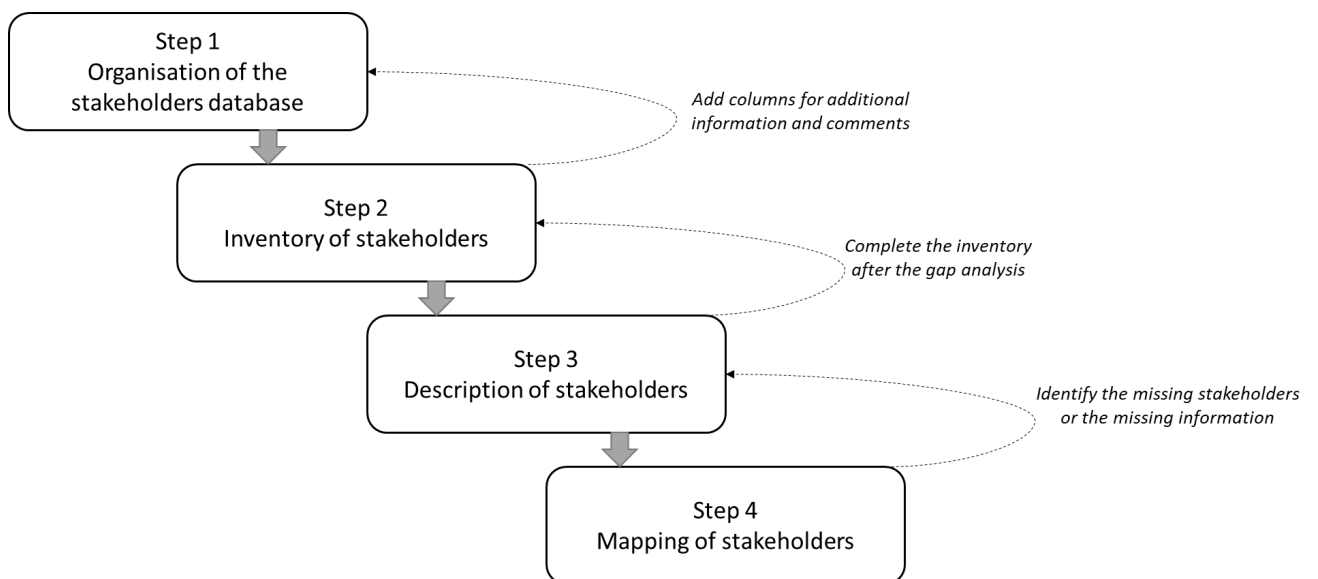 Step 1
Organisation of the
stakeholders database
Add columns for additional
information and comments
Step 2
Inventory of stakeholders
Complete the inventory
after the gap analysis
Step 3
Description of stakeholders
Identify the missing stakeholders
or the missing information
Step 4
Mapping of stakeholders